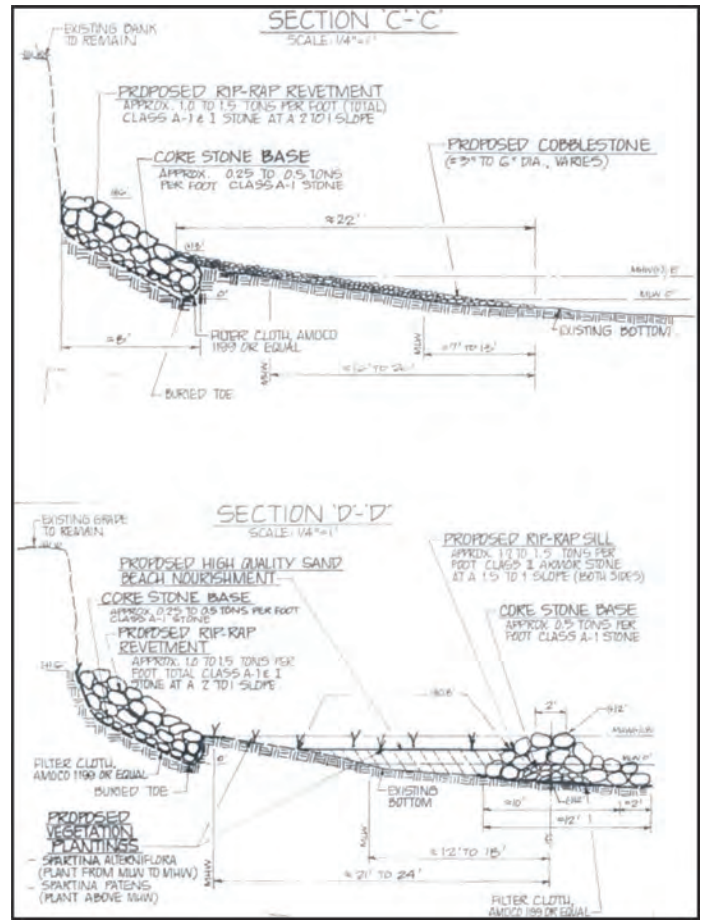 SECTION 'C'-'C'
SCALE: 1/4"=1'
EXISTING BANK
TO REMAIN
PROPOSED RIP-RAP REVETMENT
APPROX. 1.0 TO 1.5 TONS PER FOOT (TOTAL)
CLASS A-1 & I STONE AT A 2 TO 1 SLOPE
CORE STONE BASE
APPROX. 0.25 TO 0.5 TONS
PER FOOT CLASS A-1 STONE
PROPOSED COBBLESTONE
(≈3" TO 6" DIA., VARIES)
≈22'
MLW 0'
0'
FILTER CLOTH, AMOCO
1199 OR EQUAL
EXISTING BOTTOM
≈8'
MLW
MHW
BURIED TOE
SECTION 'D'-'D'
SCALE: 1/4"=1'
EXISTING GRADE
TO REMAIN
PROPOSED HIGH QUALITY SAND
BEACH NOURISHMENT
PROPOSED RIP-RAP SILL
TONS PER
FOOT CLASS II ARMOR STONE
AT A 1.5 TO 1 SLOPE (BOTH SIDES)
CORE STONE BASE
APPROX. 0.25 TO 0.5 TONS PER FOOT
CLASS A-1 STONE
PROPOSED RIP-RAP
REVETMENT
APPROX. 1.0 TO 1.5 TONS PER
FOOT TOTAL CLASS A-1 & I
STONE AT A 2 TO 1 SLOPE
CORE STONE BASE
APPROX. 0.5 TONS PER
FOOT CLASS A-1 STONE
2'
FILTER CLOTH,
AMOCO 1199 OR EQUAL
BURIED TOE
0'
EXISTING
BOTTOM
≈10'
≈2'
≈12'
PROPOSED
VEGETATION
PLANTINGS
- SPARTINA ALTERNIFLORA
(PLANT FROM MLW TO MHW)
- SPARTINA PATENS
(PLANT ABOVE MHW)
MHW
MLW
≈12' TO 18'
≈21' TO 24'
FILTER CLOTH,
AMOCO 1199 OR EQUAL